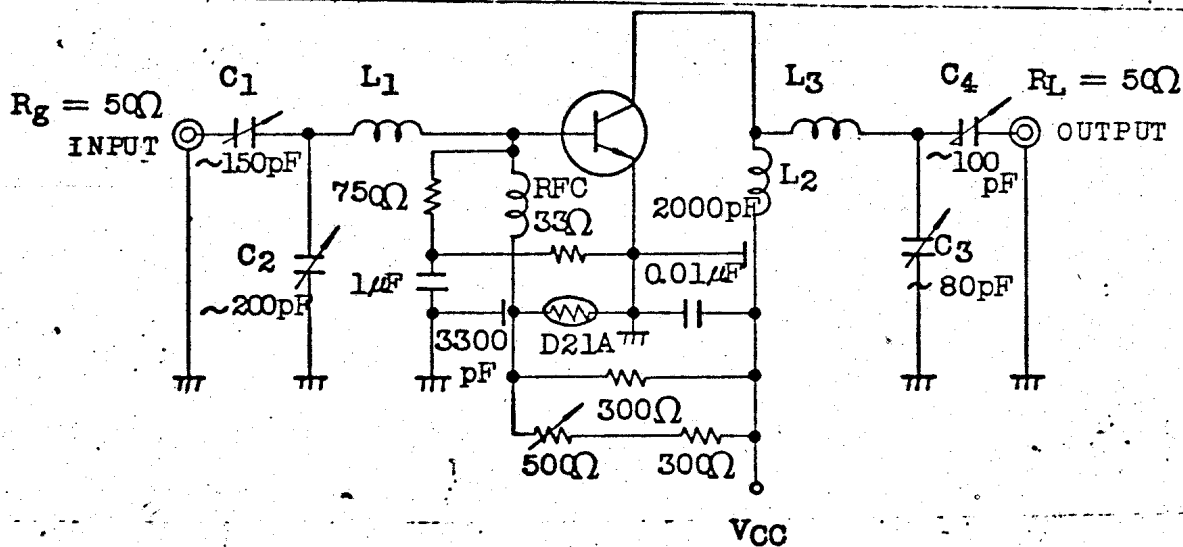 C1
L1
L3
C4
Rg = 50Ω
RL = 50Ω
INPUT
OUTPUT
~150pF
~100
pF
750Ω
RFC
33Ω
L2
2000pF
C2
~200pF
1μF
0.01μF
C3
~80pF
3300
pF
D21A
300Ω
500Ω
300Ω
VCC